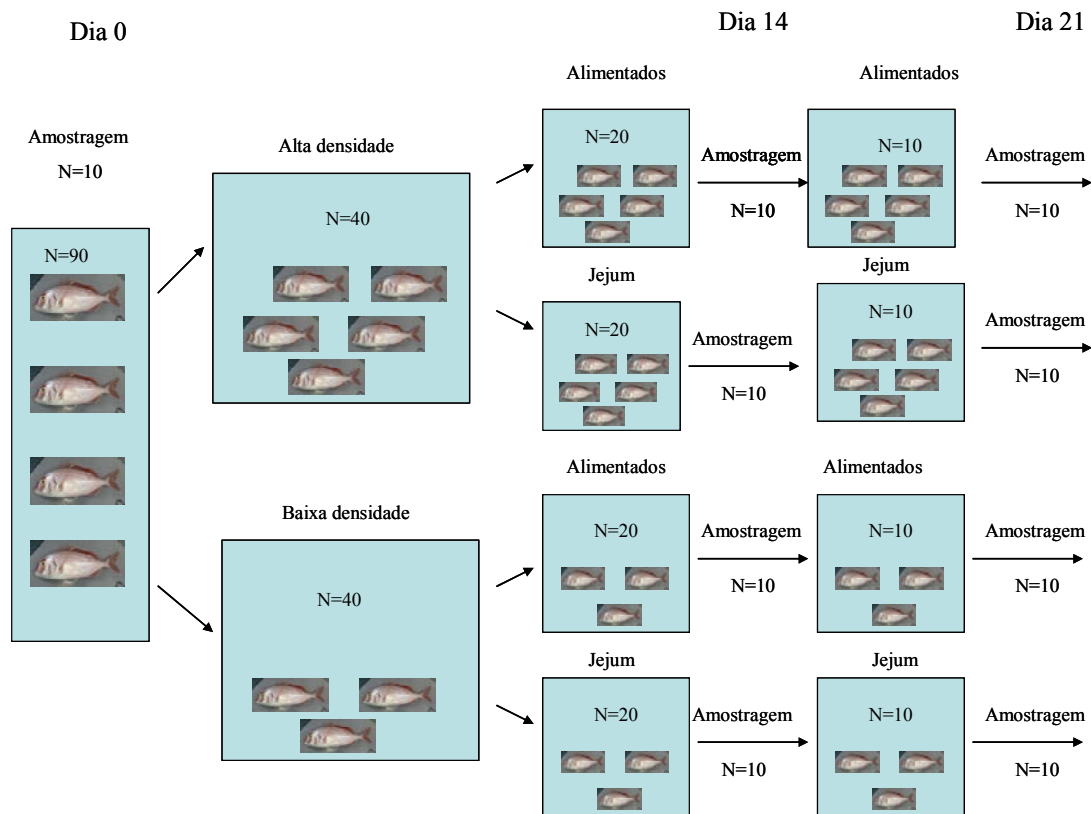 Dia 0
Dia 14
Dia 21
Amostragem
N=10
N=90
Alta densidade
N=40
Alimentados
N=20
Amostragem
N=10
Alimentados
N=10
Amostragem
N=10
Jejum
N=20
Amostragem
N=10
Jejum
N=10
Amostragem
N=10
Baixa densidade
N=40
Alimentados
N=20
Amostragem
N=10
Alimentados
N=10
Amostragem
N=10
Jejum
N=20
Amostragem
N=10
Jejum
N=10
Amostragem
N=10